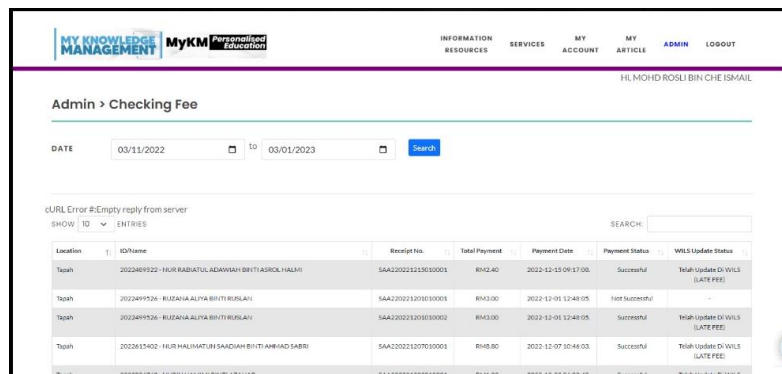 MY KNOWLEDGE MANAGEMENT MyKM Personalised Education
INFORMATION RESOURCES SERVICES MY ACCOUNT MY ARTICLE ADMIN LOGOUT
HI, MOHD ROSLI BIN CHE ISMAIL
Admin > Checking Fee
DATE 03/11/2022 to 03/01/2023 Search
cURL Error #:Empty reply from server
SHOW 10 ENTRIES SEARCH:
Location ID/Name Receipt No. Total Payment Payment Date Payment Status WILS Update Status
Tapah 2022489522 - NUR RABIATUL ADAWIAH BINTI ASROL HALMI SAA220221215010001 RM2.40 2022-12-15 09:17:08. Successful Telah Update Di WILS (LATE FEE)
Tapah 2022499526 - RUZANA ALIYA BINTI RUSLAN SAA220221201010001 RM3.00 2022-12-01 12:48:05. Not Successful -
Tapah 2022499526 - RUZANA ALIYA BINTI RUSLAN SAA220221201010002 RM3.00 2022-12-01 12:48:05. Successful Telah Update Di WILS (LATE FEE)
Tapah 2022615402 - NUR HALIMATUN SAADIAH BINTI AHMAD SABRI SAA220221207010001 RM8.80 2022-12-07 10:46:03. Successful Telah Update Di WILS (LATE FEE)